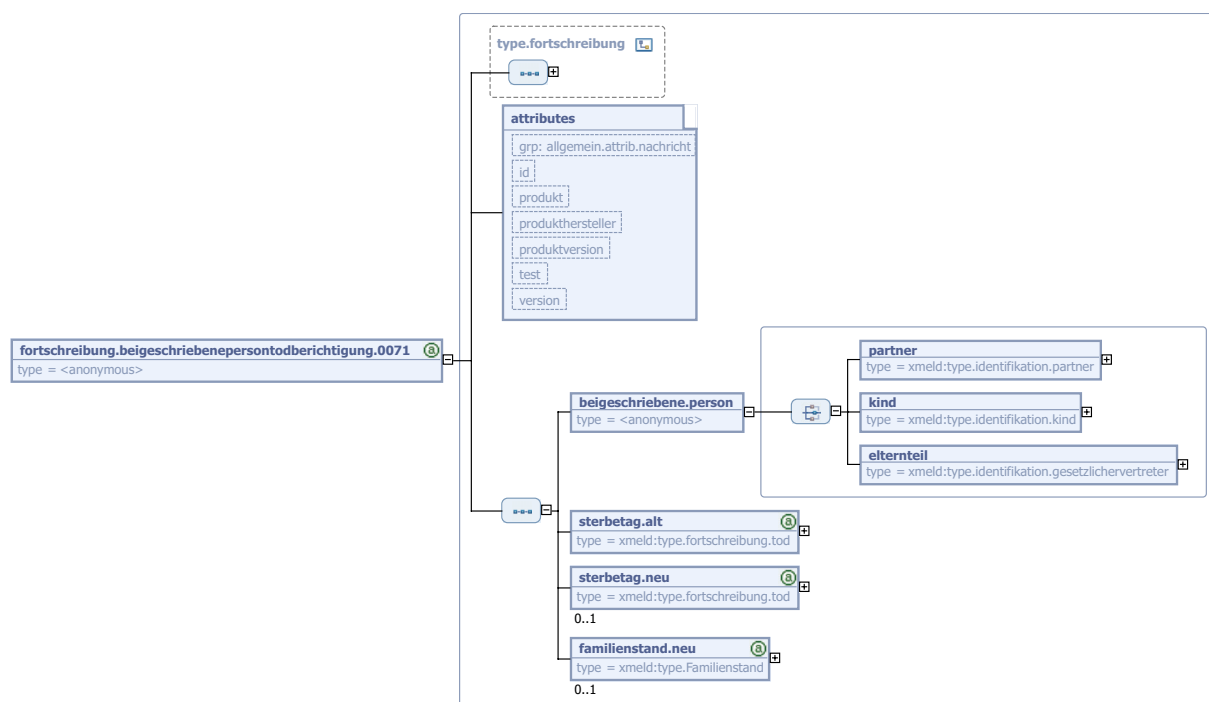 type.fortschreibung
attributes
grp: allgemein.attrib.nachricht
id
produkt
produkthersteller
produktversion
test
version
fortschreibung.beigeschriebenepersontodberichtigung.0071 a
type = <anonymous>
beigeschriebene.person
type = <anonymous>
partner
type = xmeld:type.identifikation.partner
kind
type = xmeld:type.identifikation.kind
elternteil
type = xmeld:type.identifikation.gesetzlichervertreter
sterbetag.alt a
type = xmeld:type.fortschreibung.tod
sterbetag.neu a
type = xmeld:type.fortschreibung.tod
0..1
familienstand.neu a
type = xmeld:type.Familienstand
0..1